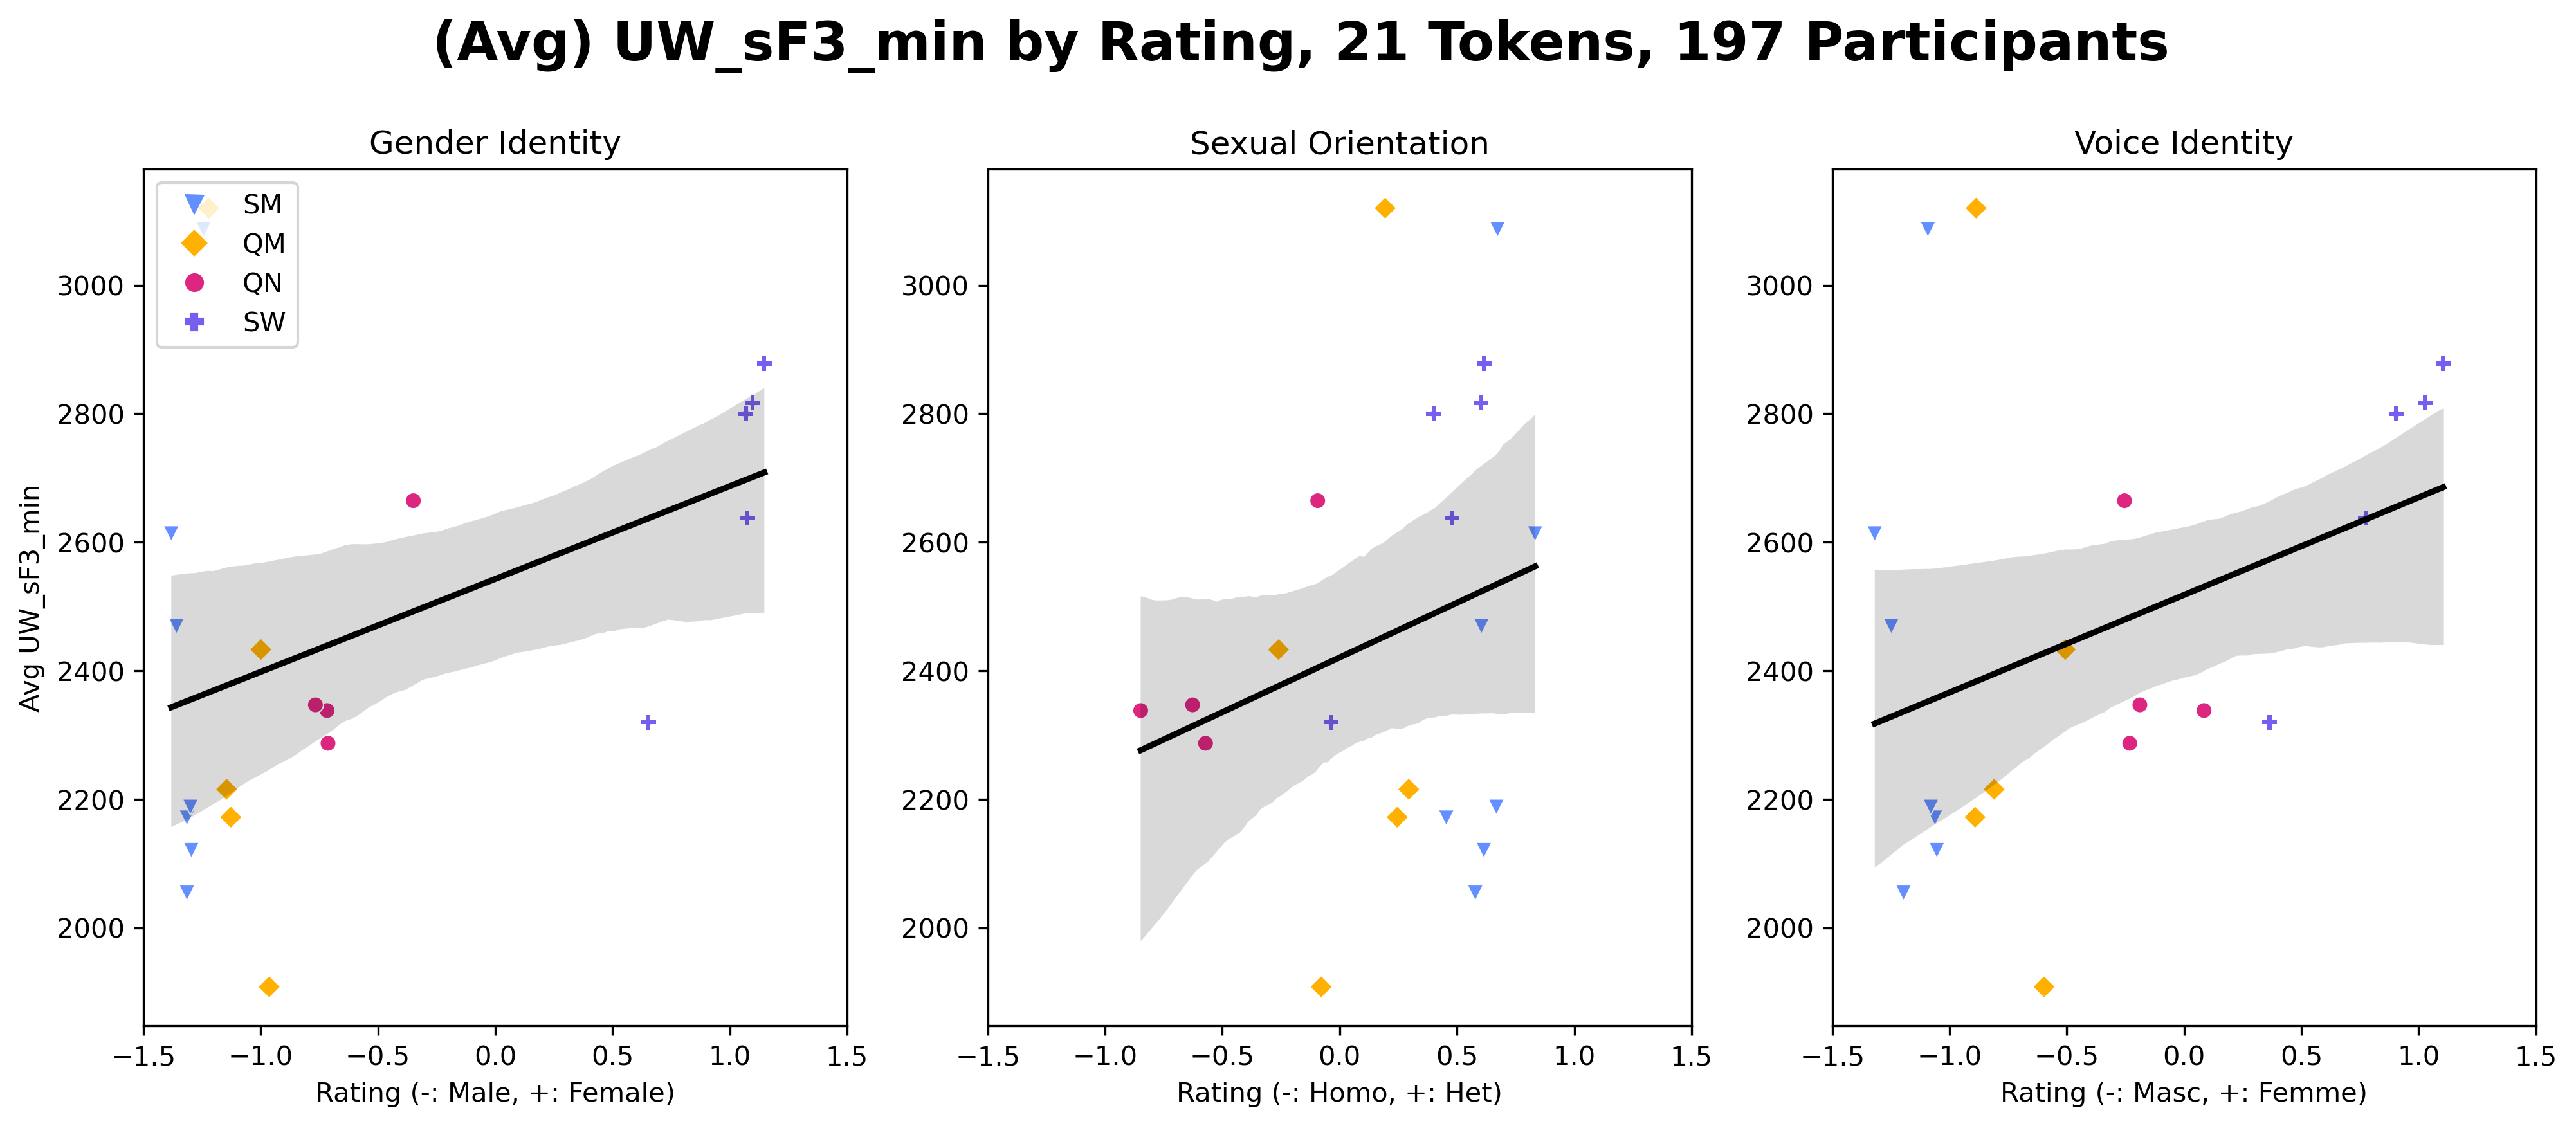 (Avg) UW_sF3_min by Rating, 21 Tokens, 197 Participants
Gender Identity
Sexual Orientation
Voice Identity
SM
QM
QN
SW
Avg UW_sF3_min
3000
2800
2600
2400
2200
2000
−1.5 −1.0 −0.5 0.0 0.5 1.0 1.5
Rating (-: Male, +: Female)
3000
2800
2600
2400
2200
2000
−1.5 −1.0 −0.5 0.0 0.5 1.0 1.5
Rating (-: Homo, +: Het)
3000
2800
2600
2400
2200
2000
−1.5 −1.0 −0.5 0.0 0.5 1.0 1.5
Rating (-: Masc, +: Femme)